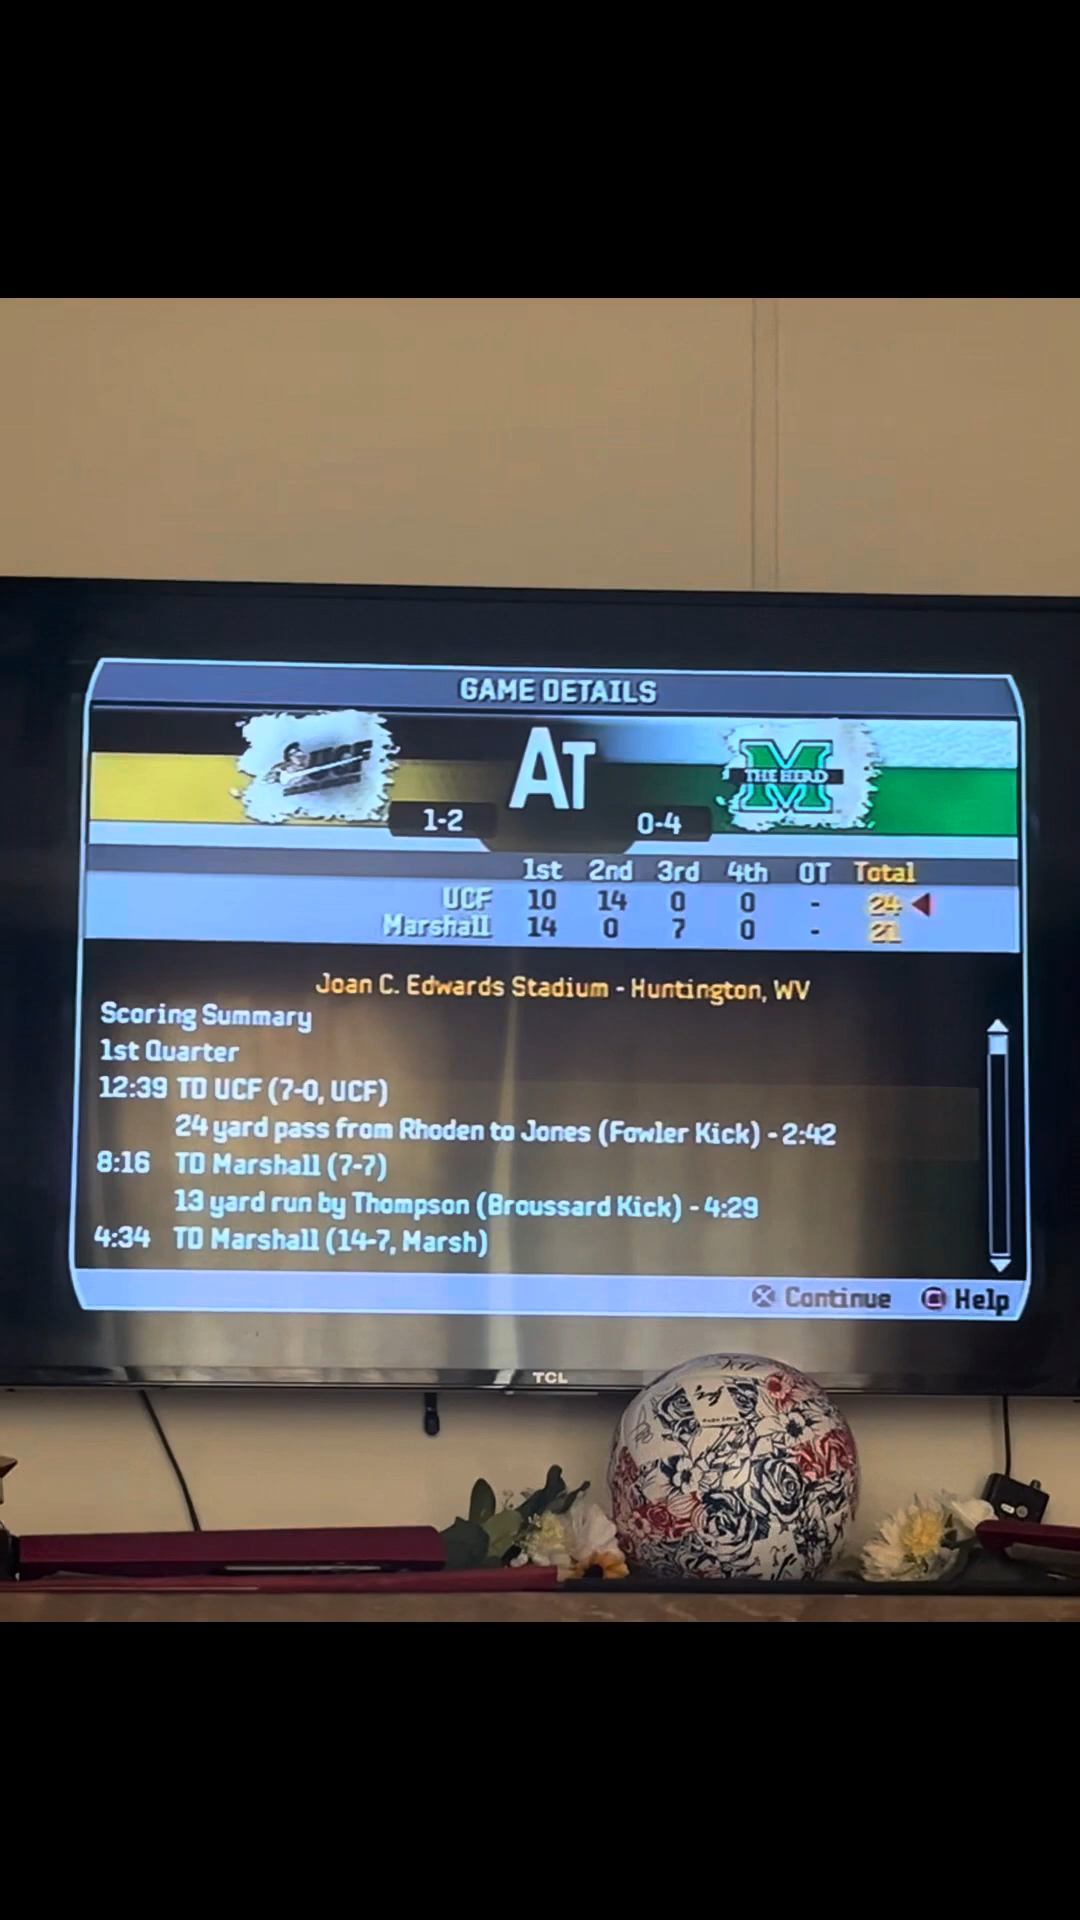 GAME DETAILS
UCF
AT
M
THE HERD
1-2
0-4
1st 2nd 3rd 4th OT Total
UCF 10 14 0 0 - 24
Marshall 14 0 7 0 - 21
Joan C. Edwards Stadium - Huntington, WV
Scoring Summary
1st Quarter
12:39 TD UCF (7-0, UCF)
24 yard pass from Rhoden to Jones (Fowler Kick) - 2:42
8:16 TD Marshall (7-7)
13 yard run by Thompson (Broussard Kick) - 4:29
4:34 TD Marshall (14-7, Marsh)
Continue Help
TCL